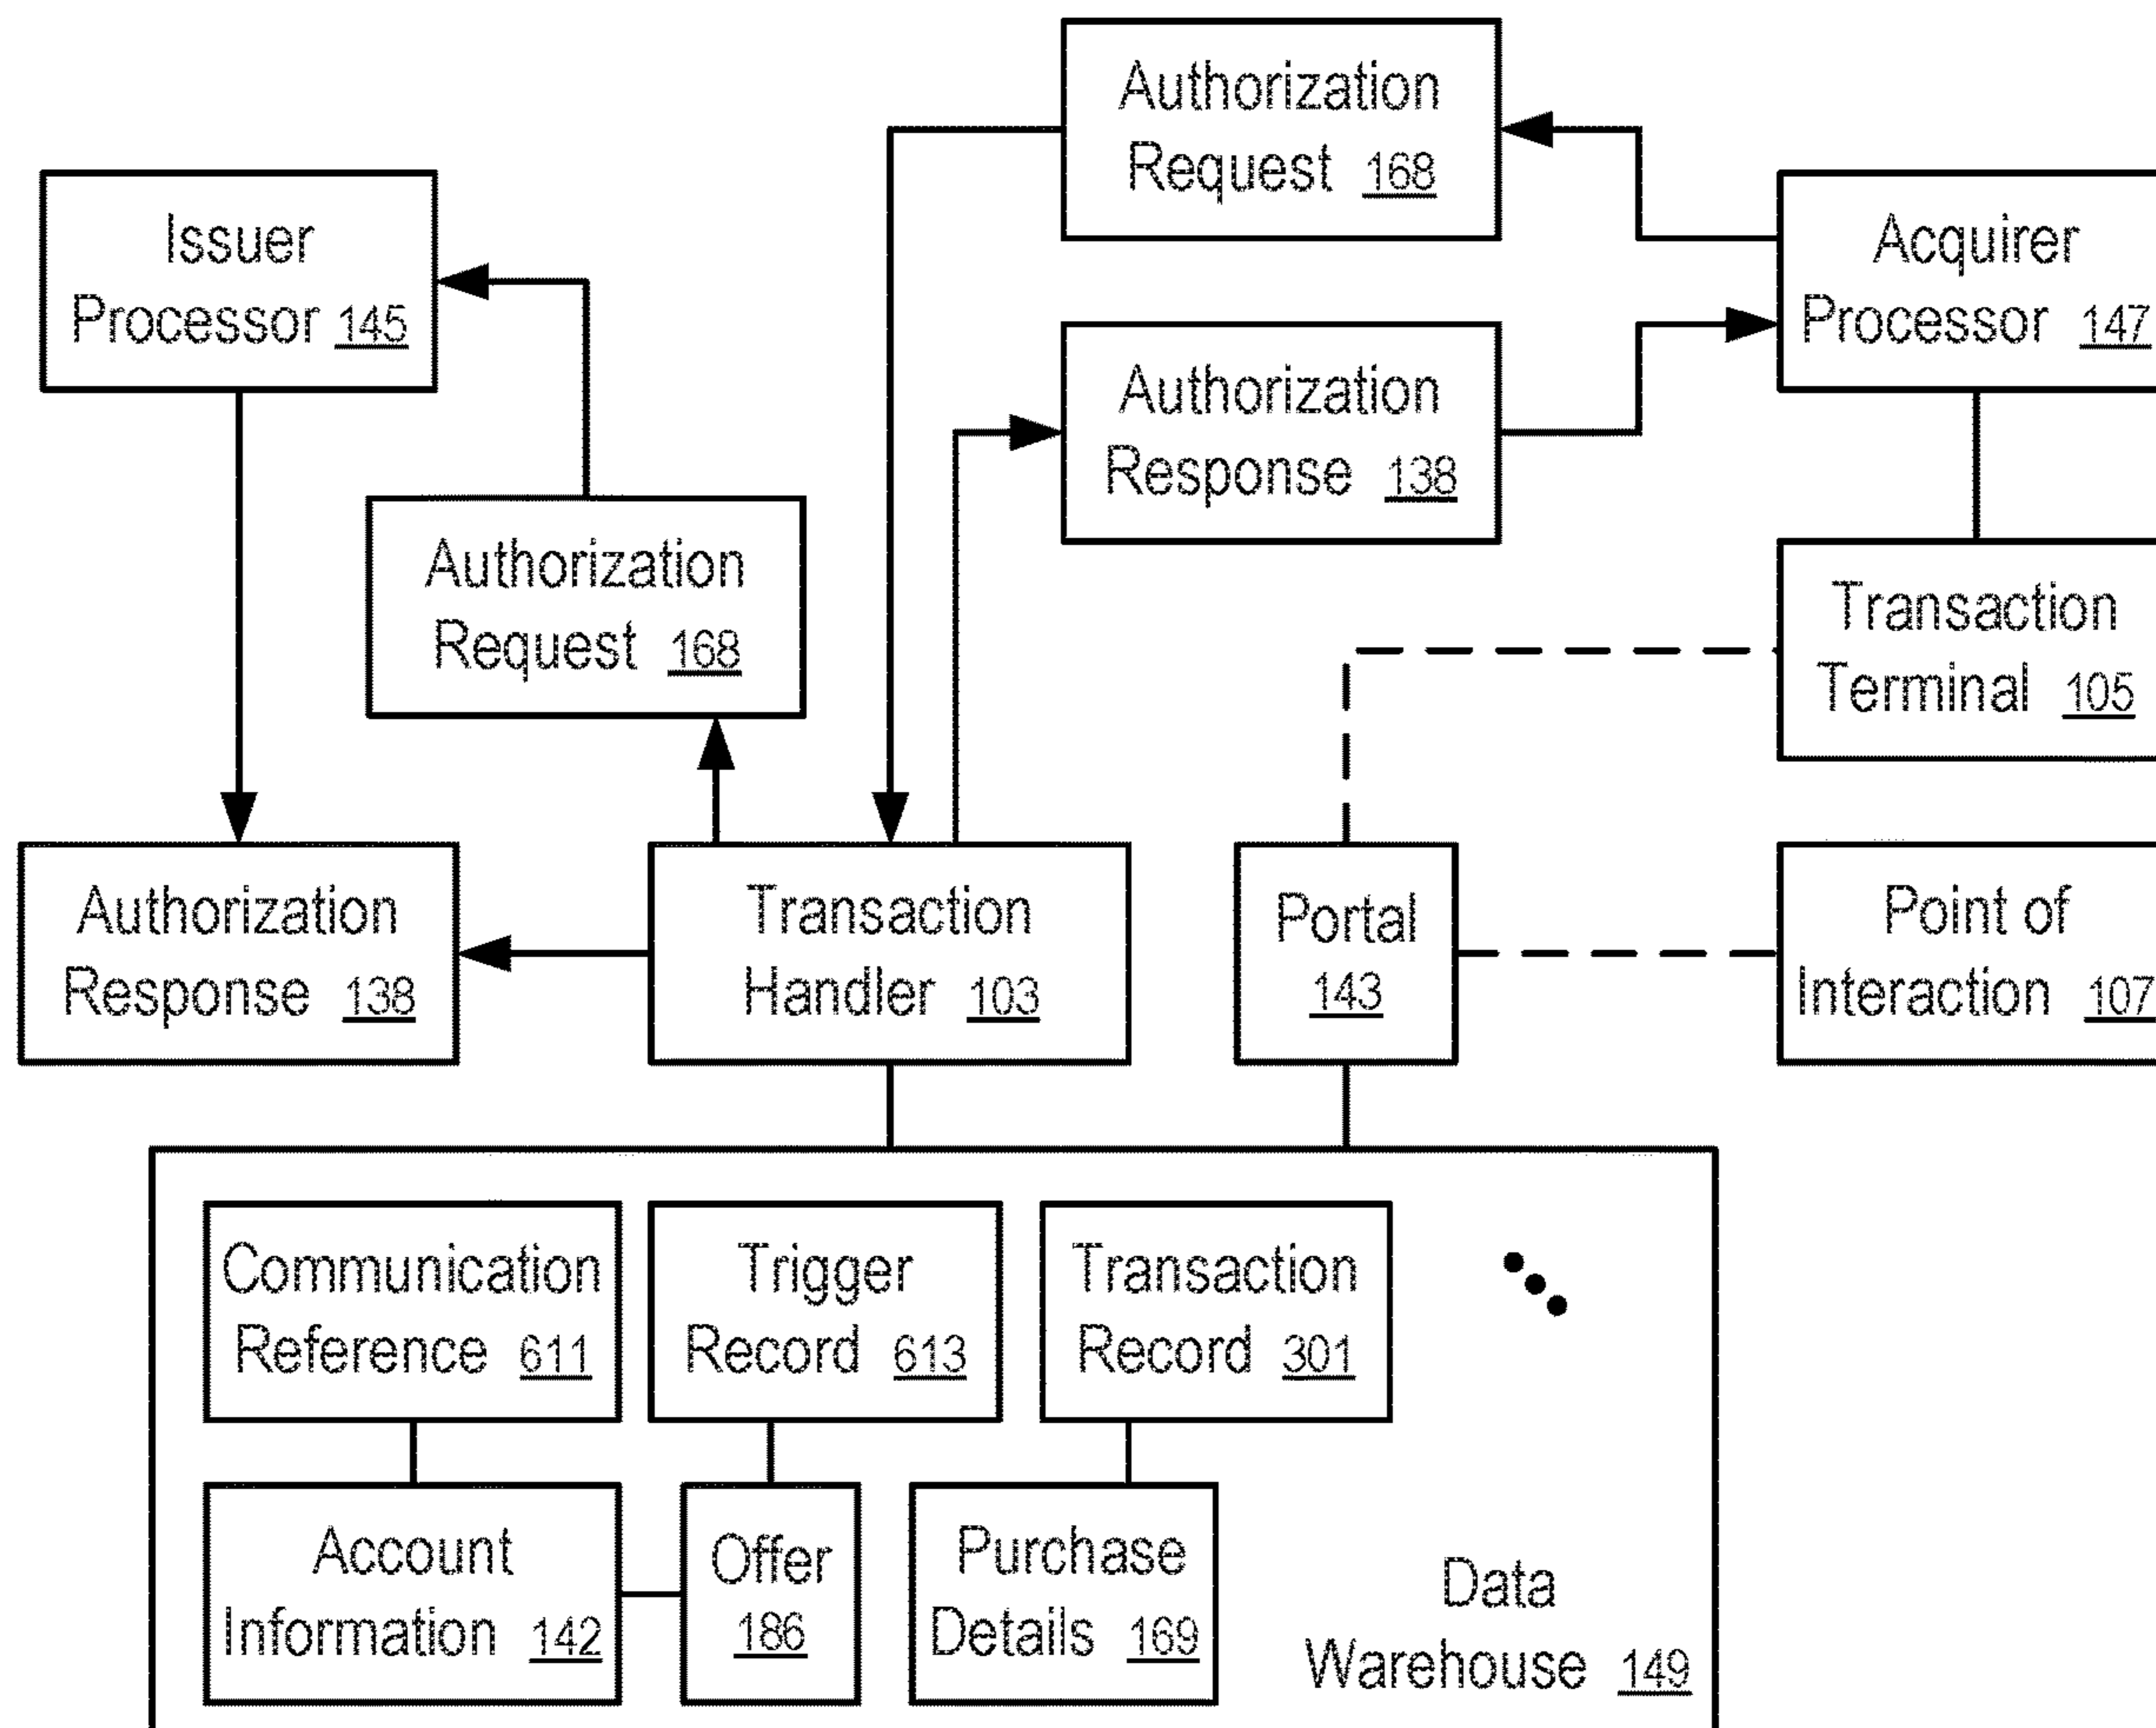 Authorization
Request 168
Issuer
Processor 145
Acquirer
Processor 147
Authorization
Response 138
Authorization
Request 168
Transaction
Terminal 105
Authorization
Response 138
Transaction
Handler 103
Portal
143
Point of
Interaction 107
Communication
Reference 611
Trigger
Record 613
Transaction
Record 301
Account
Information 142
Offer
186
Purchase
Details 169
Data
Warehouse 149